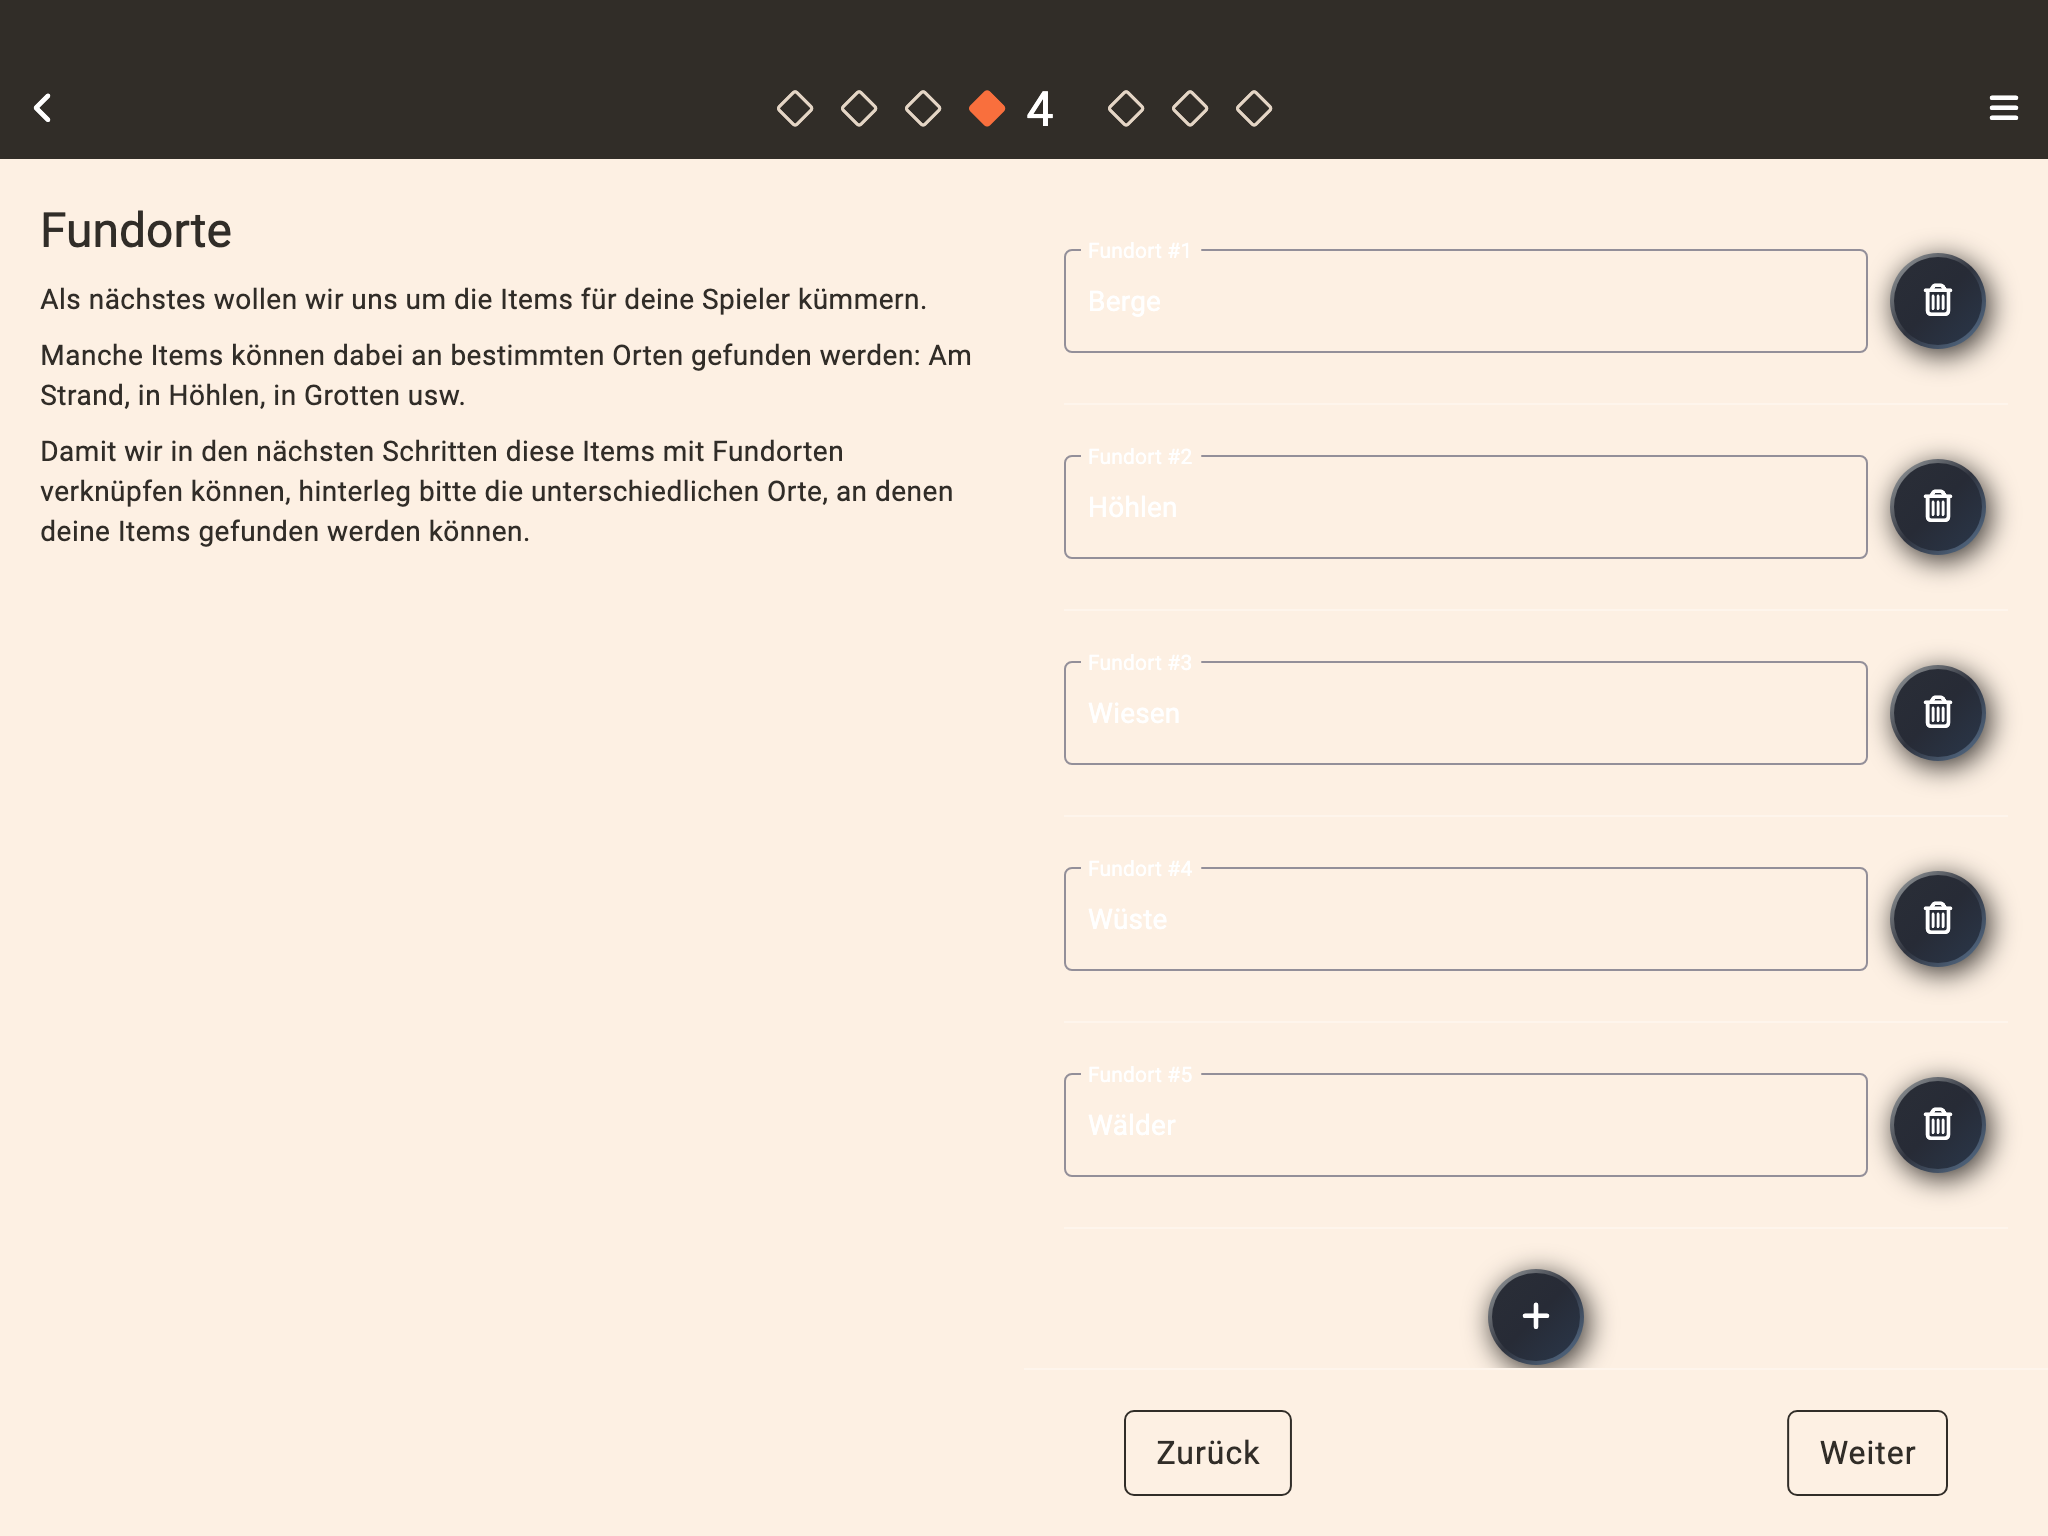 4
Fundorte
Als nächstes wollen wir uns um die Items für deine Spieler kümmern.
Manche Items können dabei an bestimmten Orten gefunden werden: Am
Strand, in Höhlen, in Grotten usw.
Damit wir in den nächsten Schritten diese Items mit Fundorten
verknüpfen können, hinterleg bitte die unterschiedlichen Orte, an denen
deine Items gefunden werden können.
Fundort #1
Berge
Fundort #2
Höhlen
Fundort #3
Wiesen
Fundort #4
Wüste
Fundort #5
Wälder
Zurück
Weiter